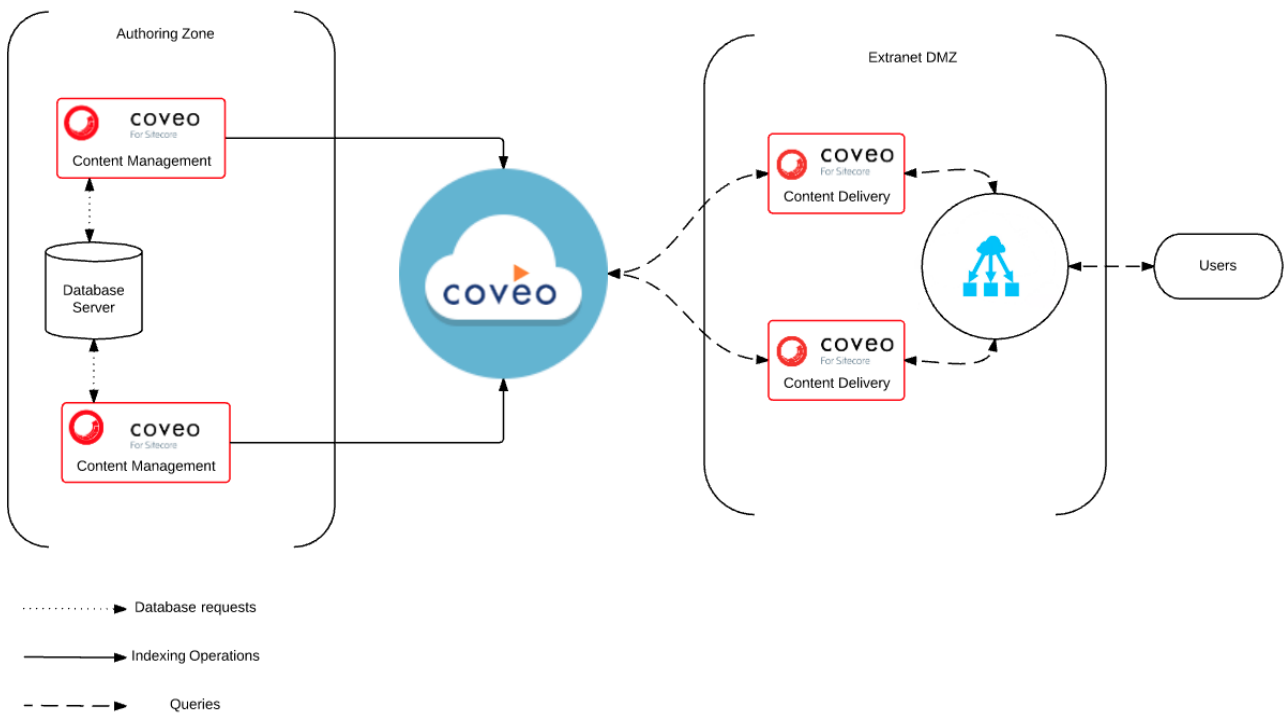 Authoring Zone
coveo
For Sitecore
Content Management
Database
Server
coveo
For Sitecore
Content Management
coveo
Extranet DMZ
coveo
For Sitecore
Content Delivery
coveo
For Sitecore
Content Delivery
Users
Database requests
Indexing Operations
Queries